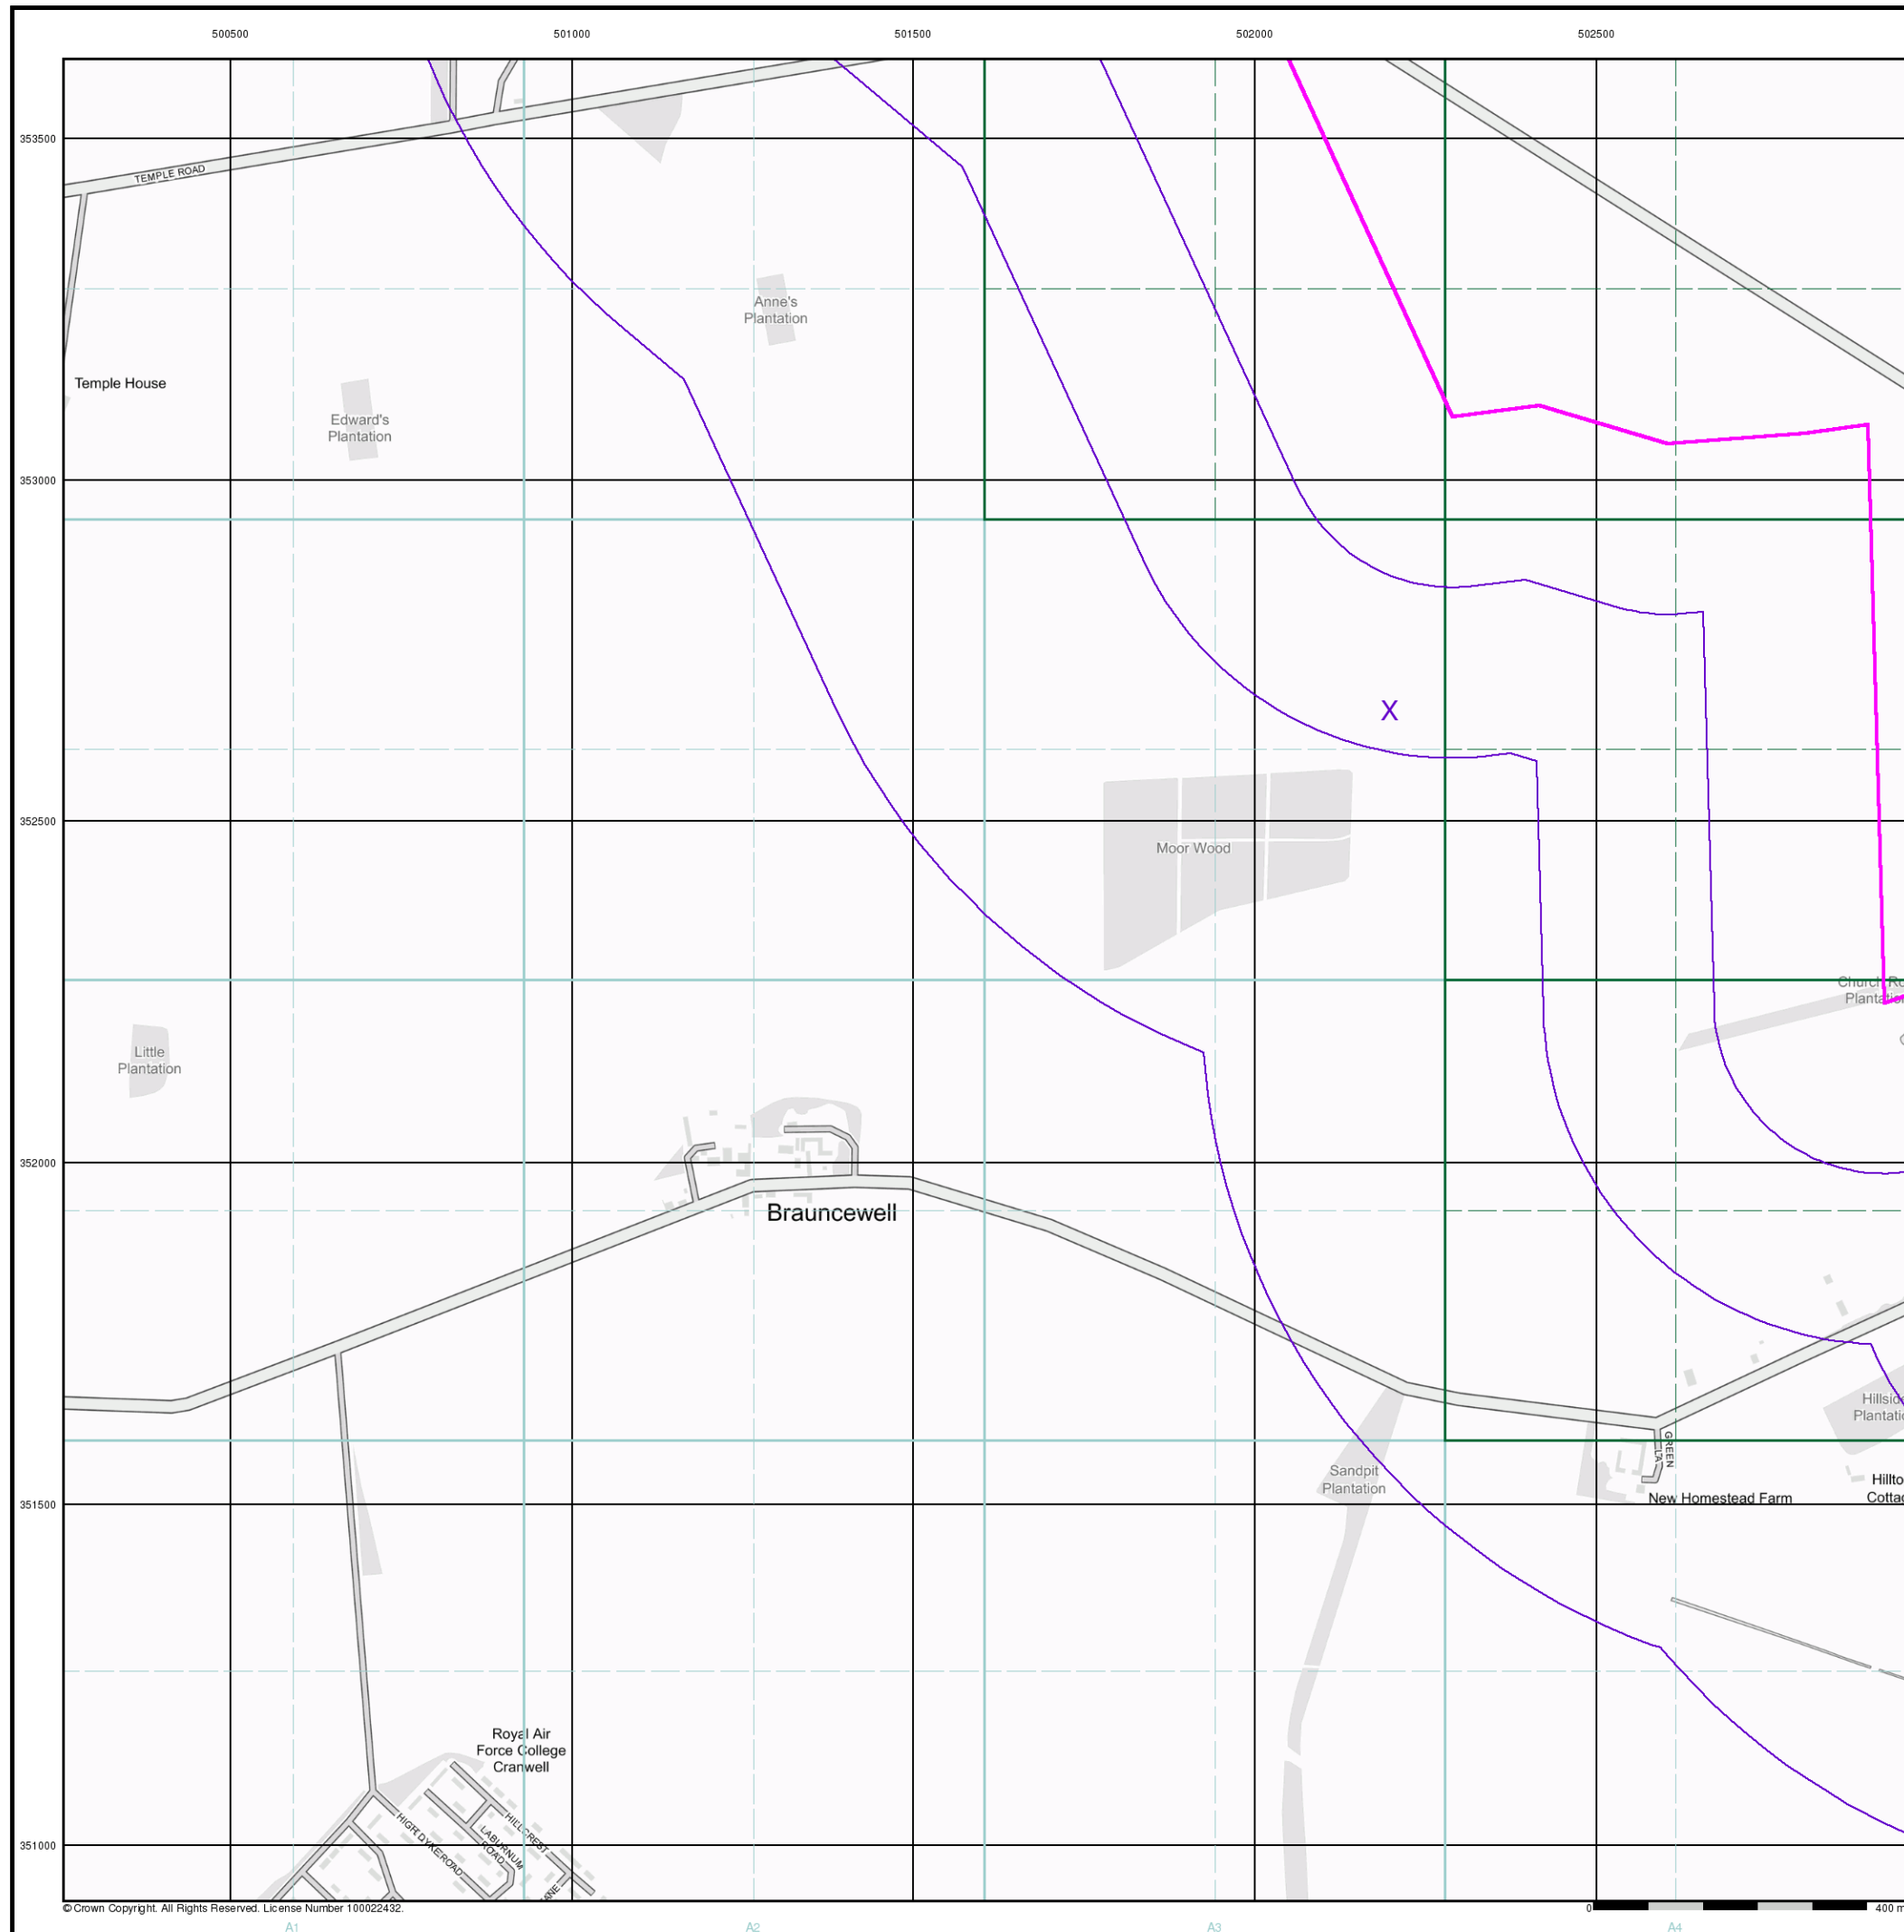 500500 501000 501500 502000 502500
353500
TEMPLE ROAD
Anne's
Plantation
Temple House
Edward's
Plantation
353000
X
352500
Moor Wood
Church
Little
Plantation
352000
Brauncewell
GREEN
LA
Sandpit
Plantation
New Homestead Farm
351500
Royal Air
Force College
Cranwell
HILLCREST
HIGH DYKE ROAD
LABURNUM
ROAD
351000
© Crown Copyright. All Rights Reserved. License Number 100022432.
0 400 m
A1 A2 A3 A4